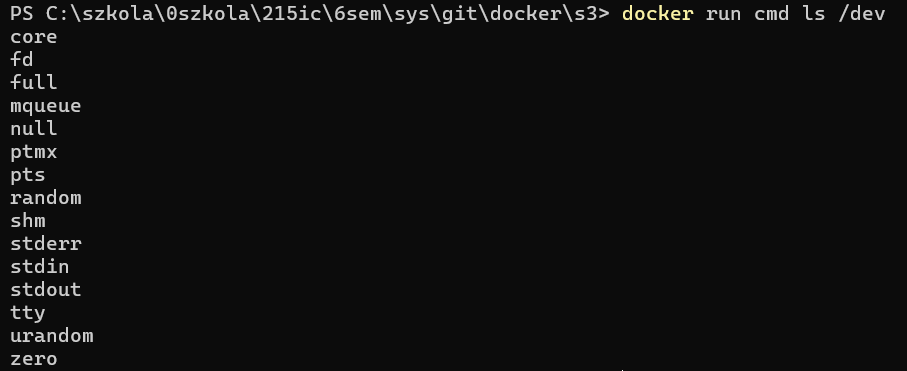 PS C:\szkola\0szkola\215ic\6sem\sys\git\docker\s3> docker run cmd ls /dev
core
fd
full
mqueue
null
ptmx
pts
random
shm
stderr
stdin
stdout
tty
urandom
zero